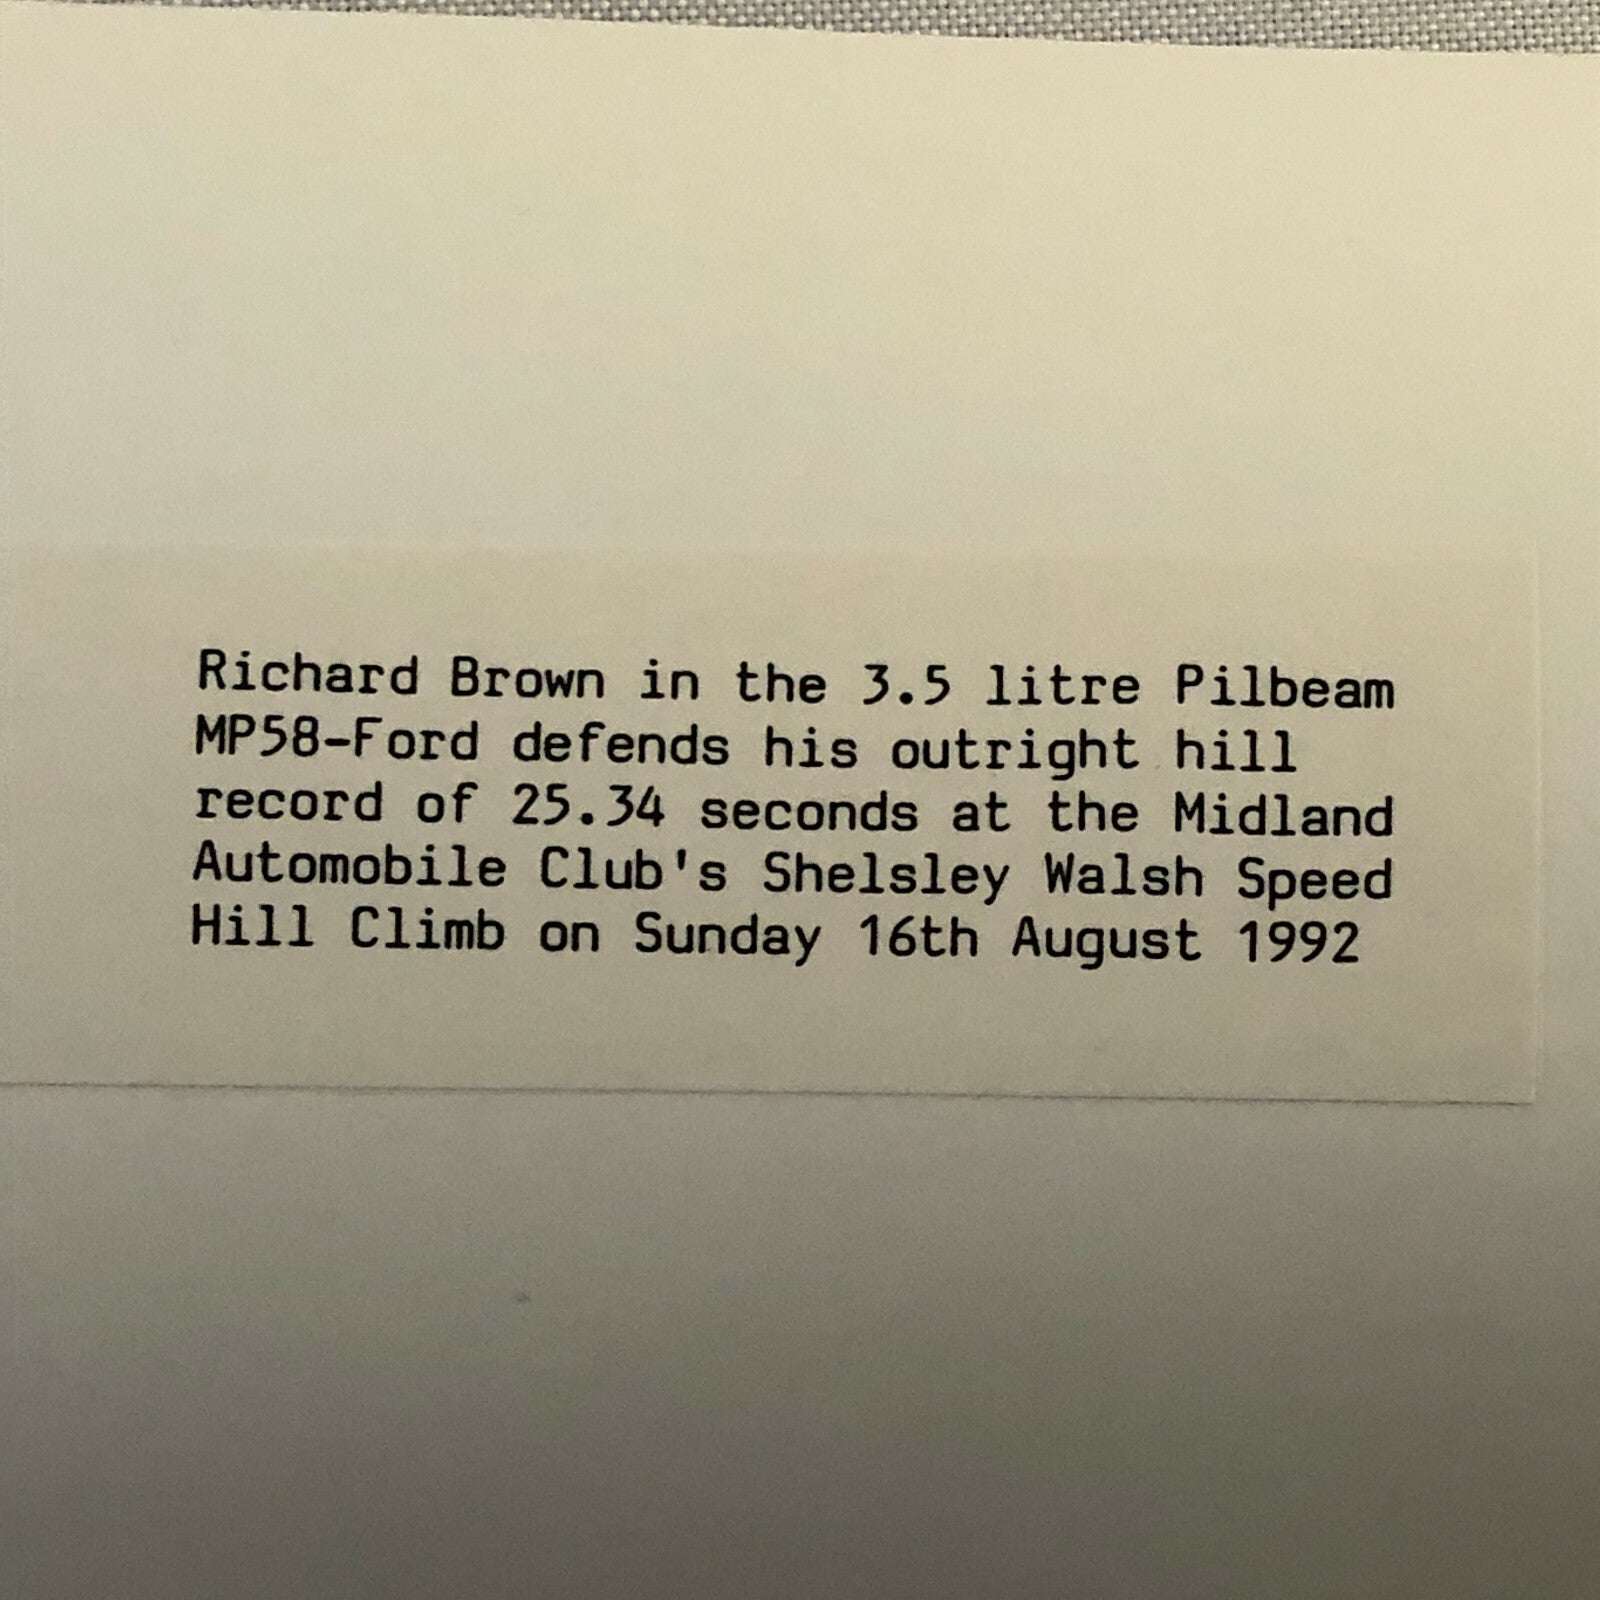 Richard Brown in the 3.5 litre Pilbeam
MP58-Ford defends his outright hill
record of 25.34 seconds at the Midland
Automobile Club's Shelsley Walsh Speed
Hill Climb on Sunday 16th August 1992